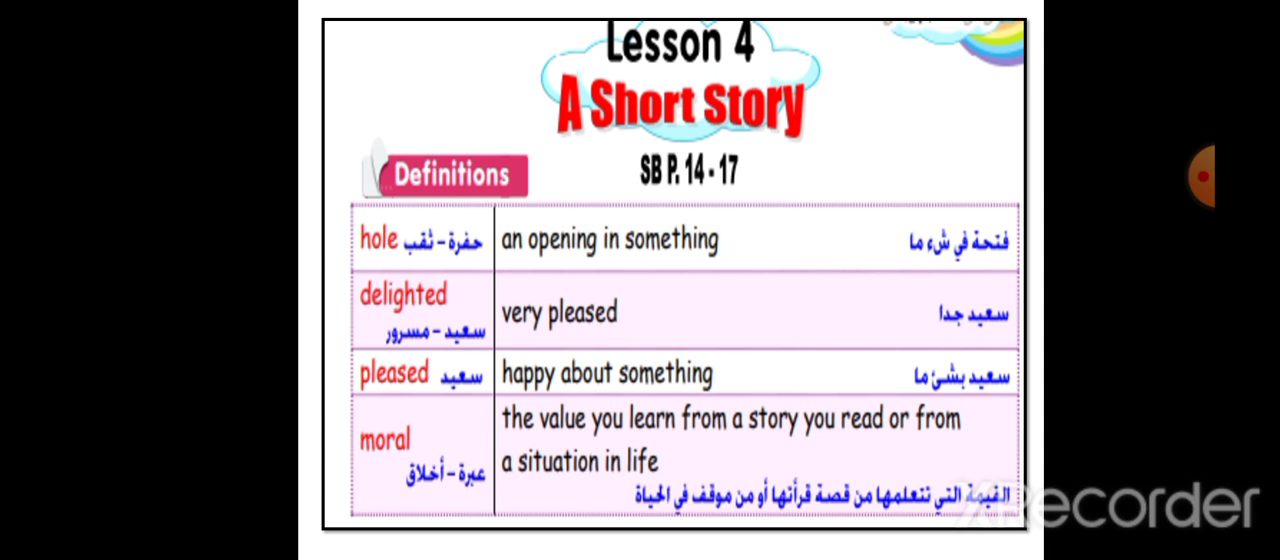 Lesson 4
A Short Story
Definitions
SB P. 14 - 17
hole حفرة - ثقب
an opening in something فتحة في شء ما
delighted
سعيد - مسرور
very pleased سعيد جدا
pleased سعيد
happy about something سعيد بشئ ما
moral
عبرة - أخلاق
the value you learn from a story you read or from
a situation in life
القيمة التي تتعلمها من قصة قرأتها أو من موقف في الحياة
XRecorder